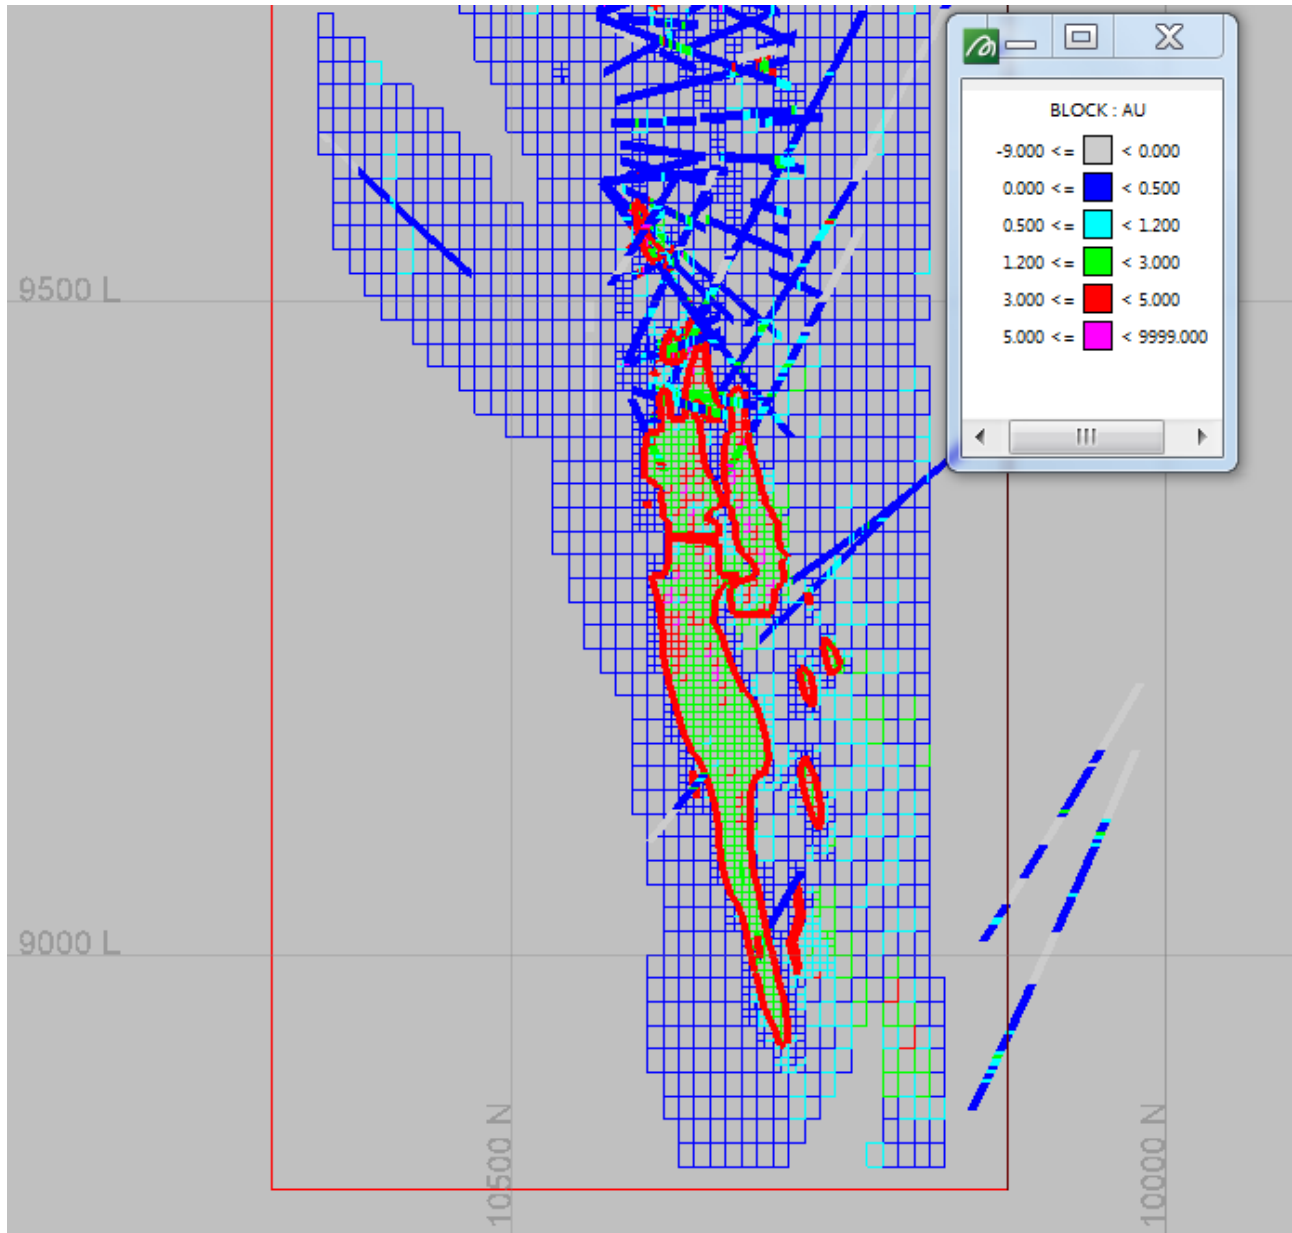 BLOCK : AU
-9.000 <= < 0.000
0.000 <= < 0.500
0.500 <= < 1.200
1.200 <= < 3.000
3.000 <= < 5.000
5.000 <= < 9999.000
9500 L
9000 L
10500 N
10000 N